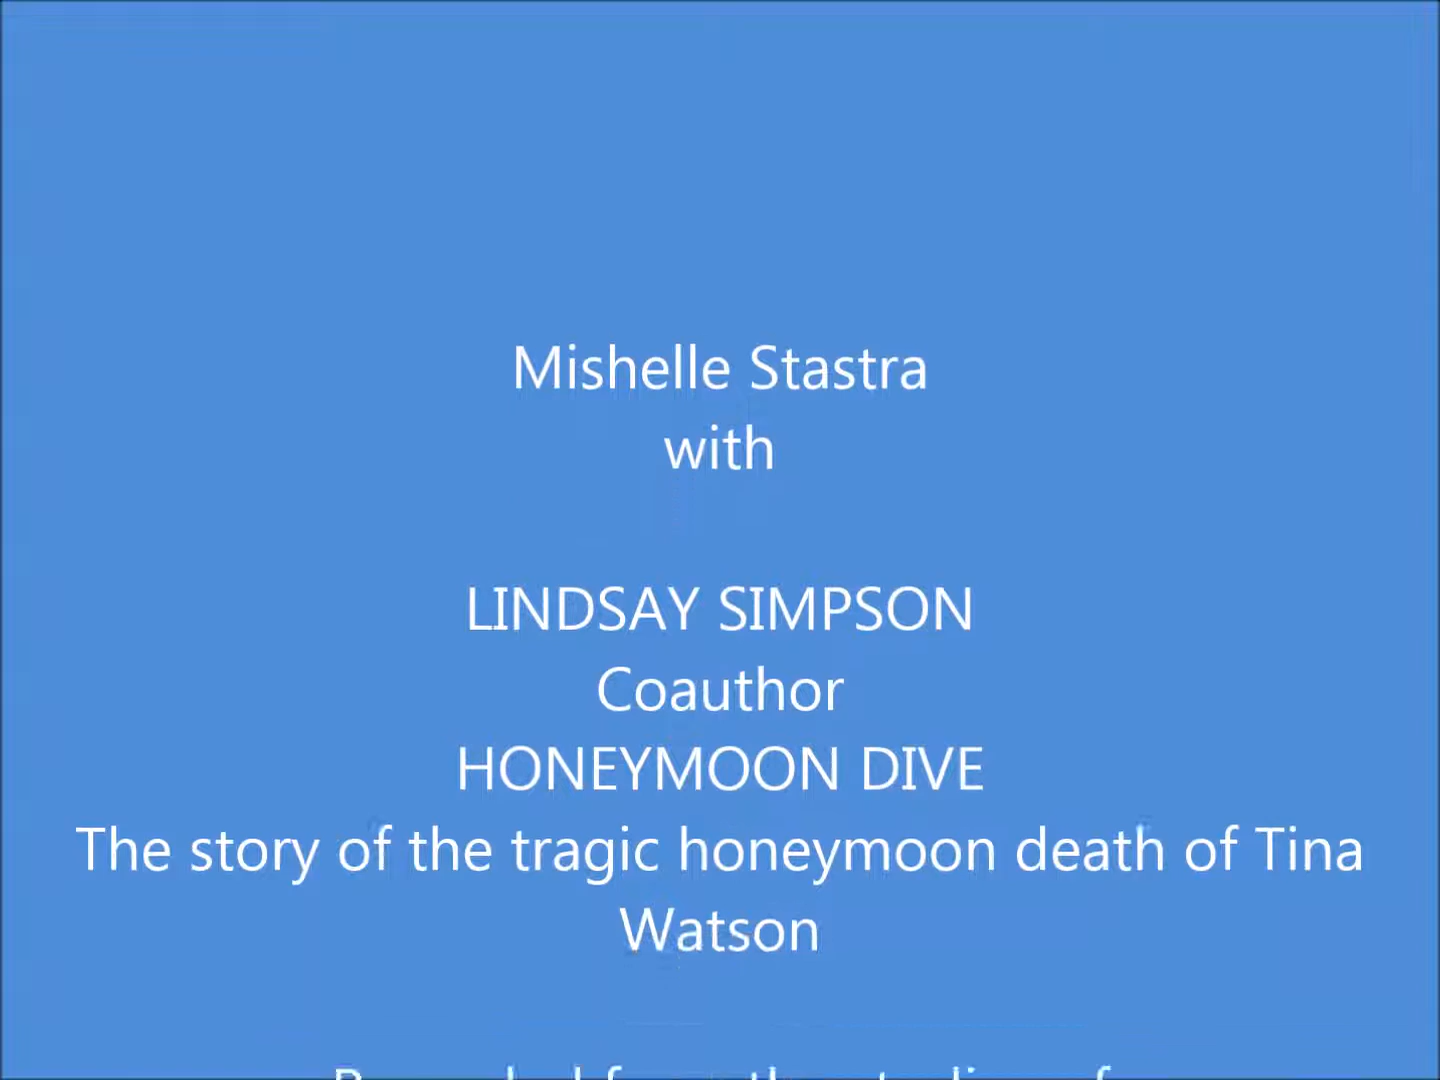 Mishelle Stastra
with
LINDSAY SIMPSON
Coauthor
HONEYMOON DIVE
The story of the tragic honeymoon death of Tina
Watson